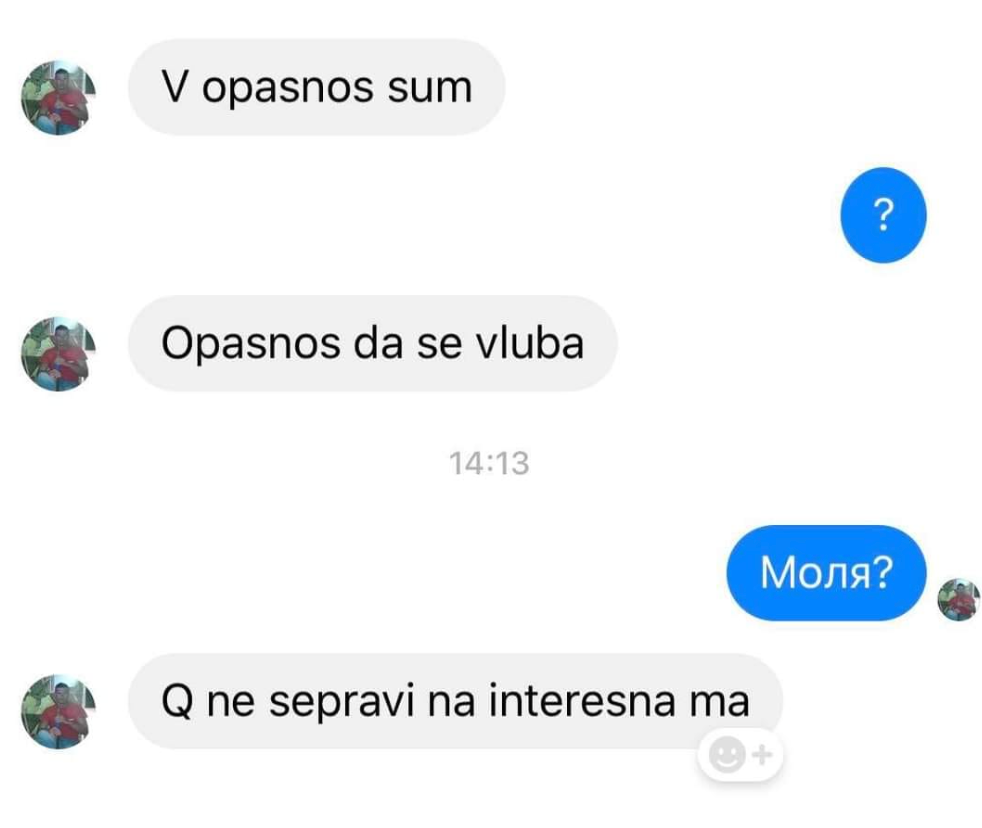 V opasnos sum
?
Opasnos da se vluba
14:13
Моля?
Q ne sepravi na interesna ma